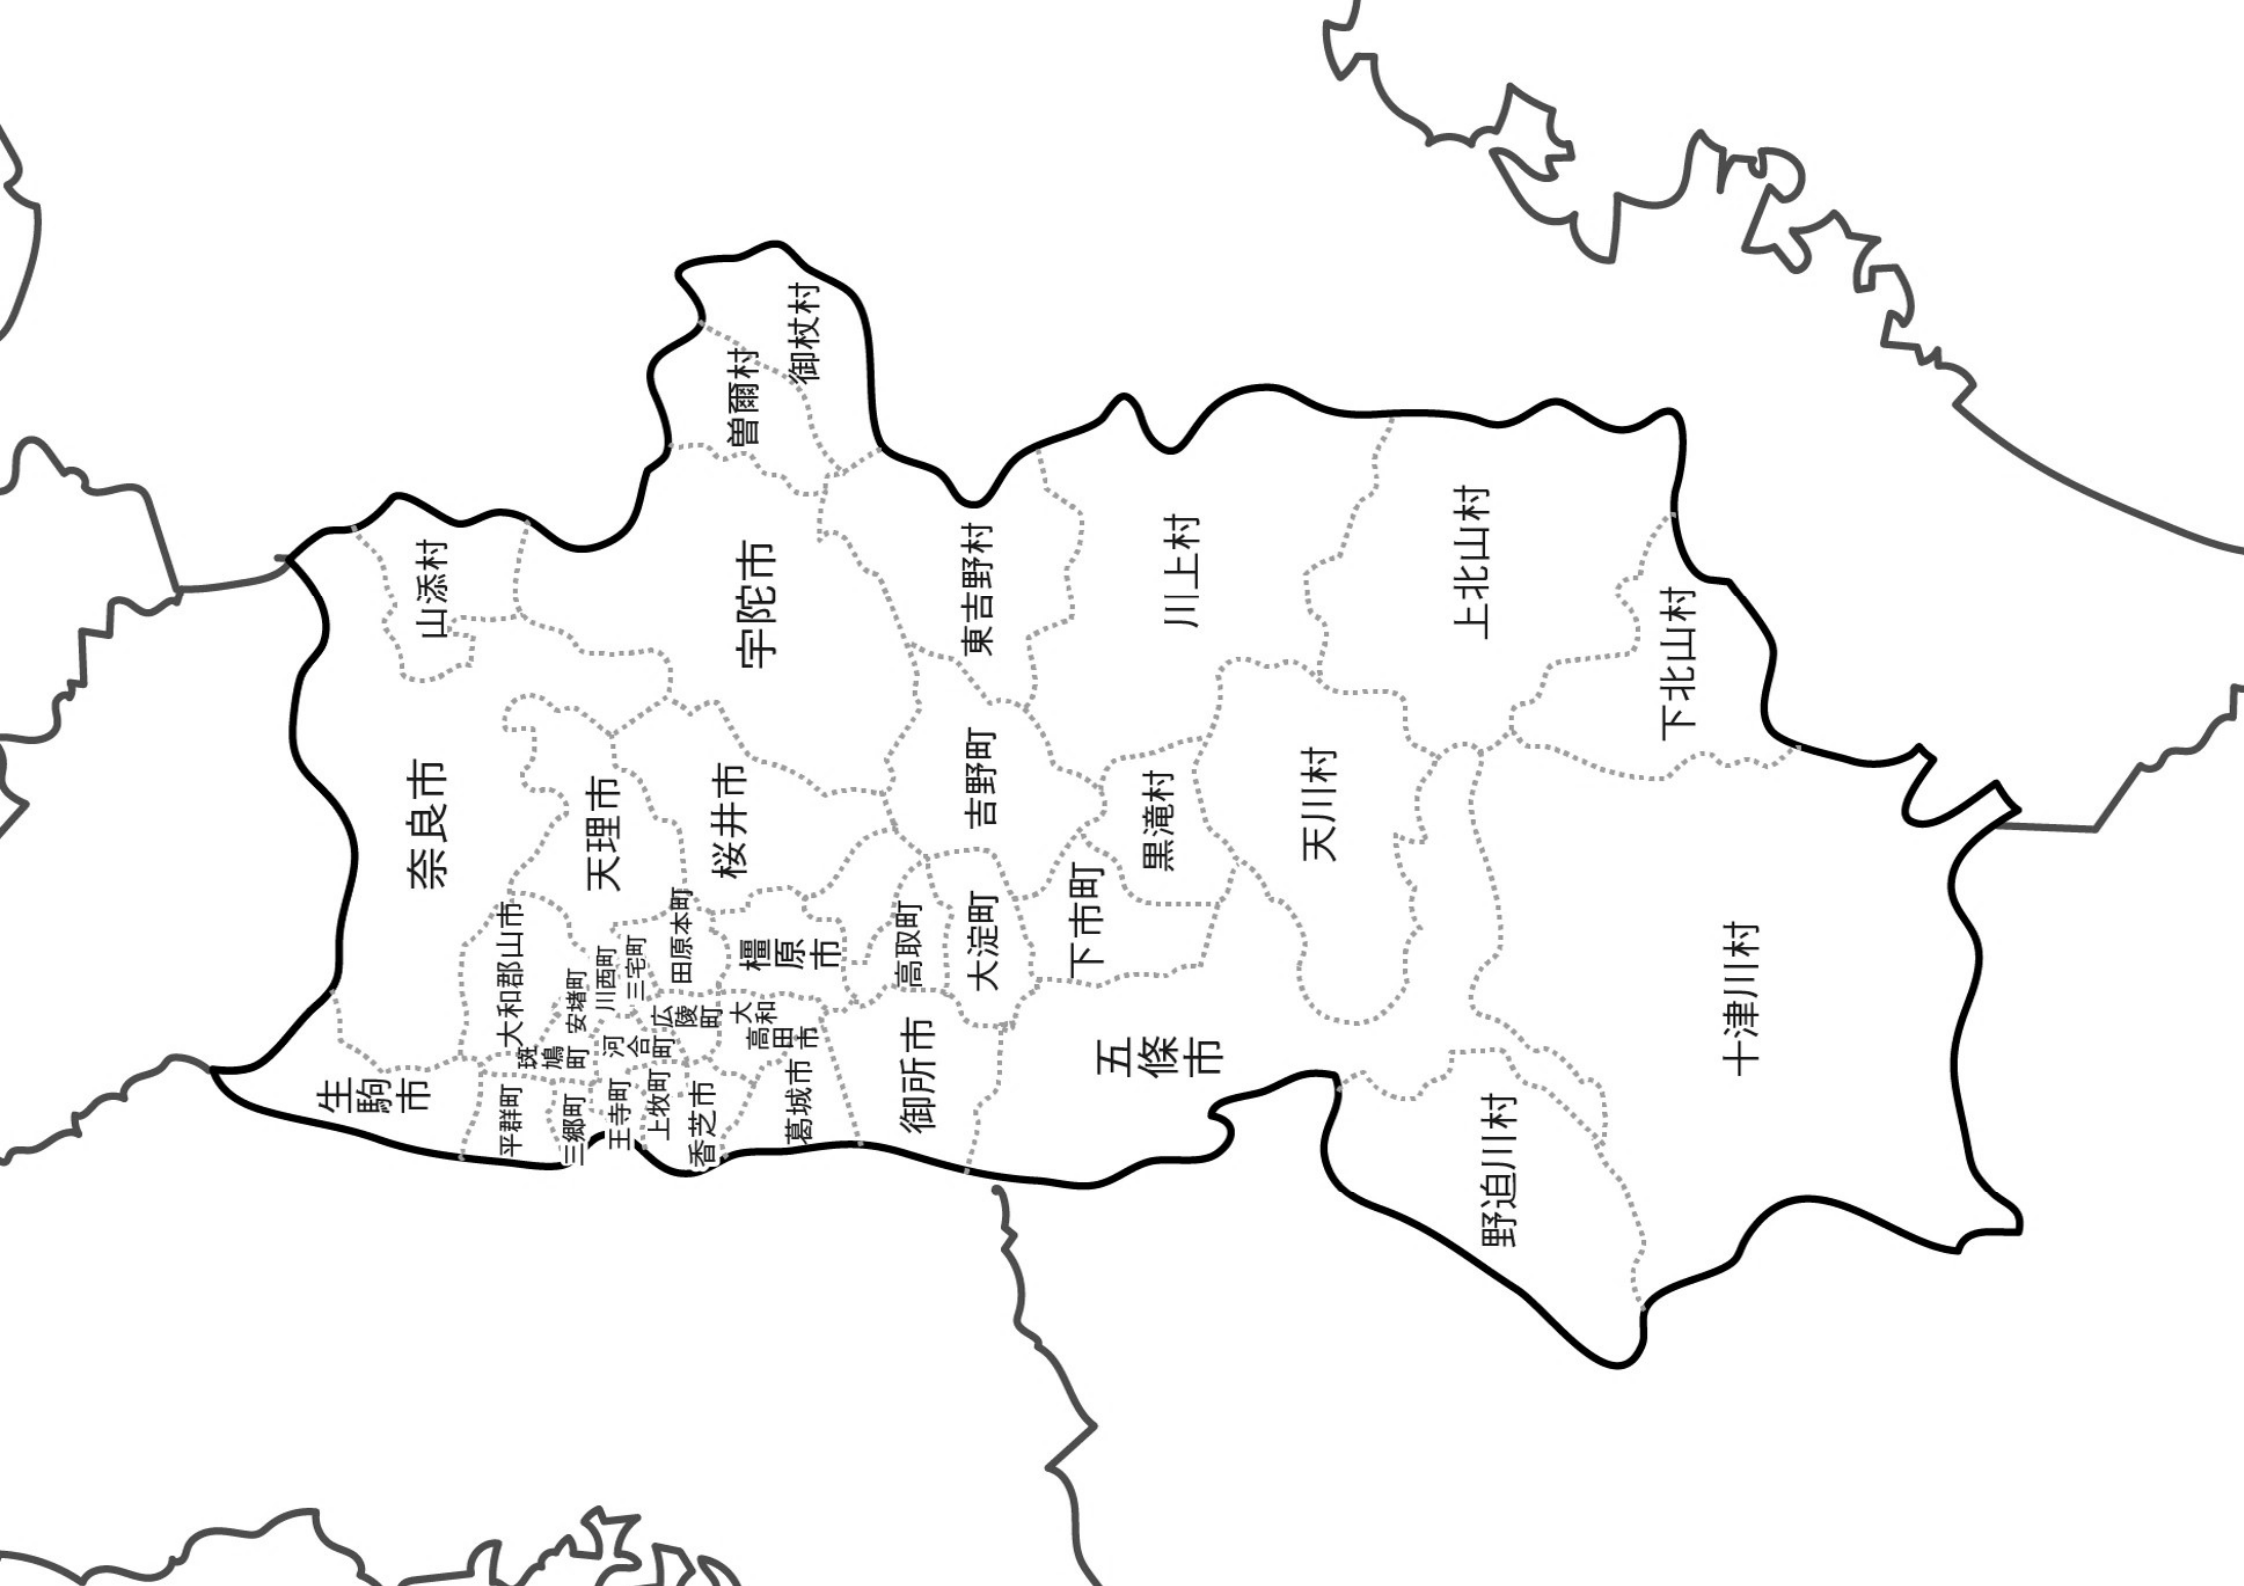 生
駒
市
奈良市
山添村
平群町
大和郡山市
斑
鳩
町
三郷町
安堵町
川西町
三宅町
天理市
王寺町
河
合
町
上牧町
広
陵
町
田原本町
香芝市
大
和
高
田
市
葛城市
橿
原
市
桜井市
宇陀市
曽爾村
御杖村
御所市
高取町
大淀町
吉野町
東吉野村
五
條
市
下市町
黒滝村
川上村
天川村
上北山村
下北山村
野迫川村
十津川村